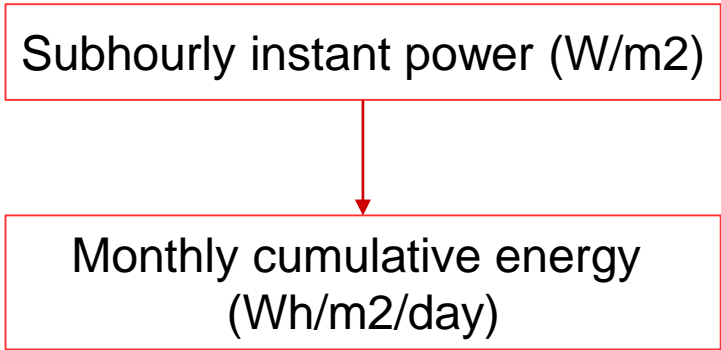 Subhourly instant power (W/m2)
Monthly cumulative energy
(Wh/m2/day)